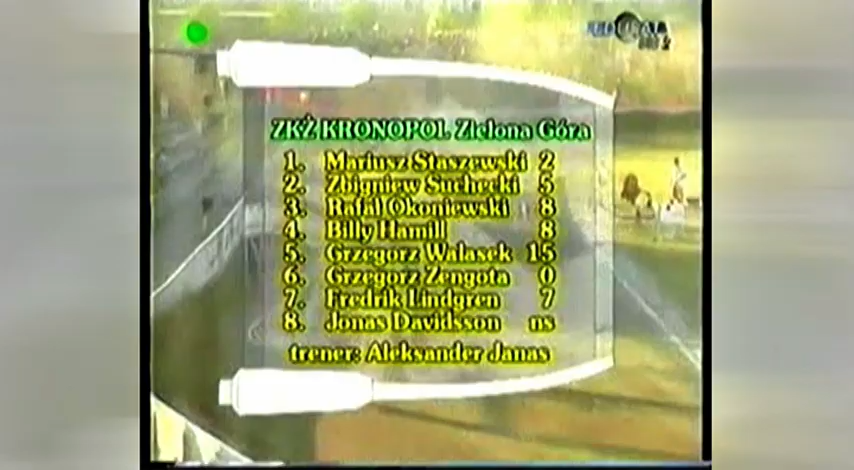 ZKŻ KRONOPOL Zielona Góra
1. Mariusz Staszewski 2
2. Zbigniew Suchecki 5
3. Rafał Okoniewski 8
4. Billy Hamill 8
5. Grzegorz Walasek 15
6. Grzegorz Zengota 0
7. Fredrik Lindgren 7
8. Jonas Davidsson ns
trener: Aleksander Janas